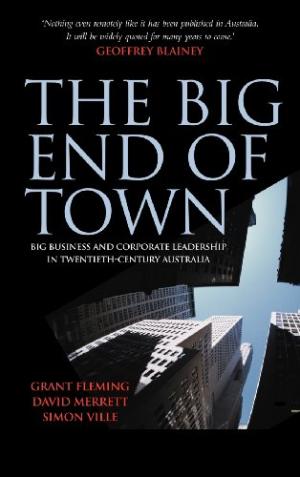 'Nothing even remotely like it has been published in Australia.
It will be widely quoted for many years to come.'
GEOFFREY BLAINEY
THE BIG
END OF
TOWN
BIG BUSINESS AND CORPORATE LEADERSHIP
IN TWENTIETH-CENTURY AUSTRALIA
GRANT FLEMING
DAVID MERRETT
SIMON VILLE